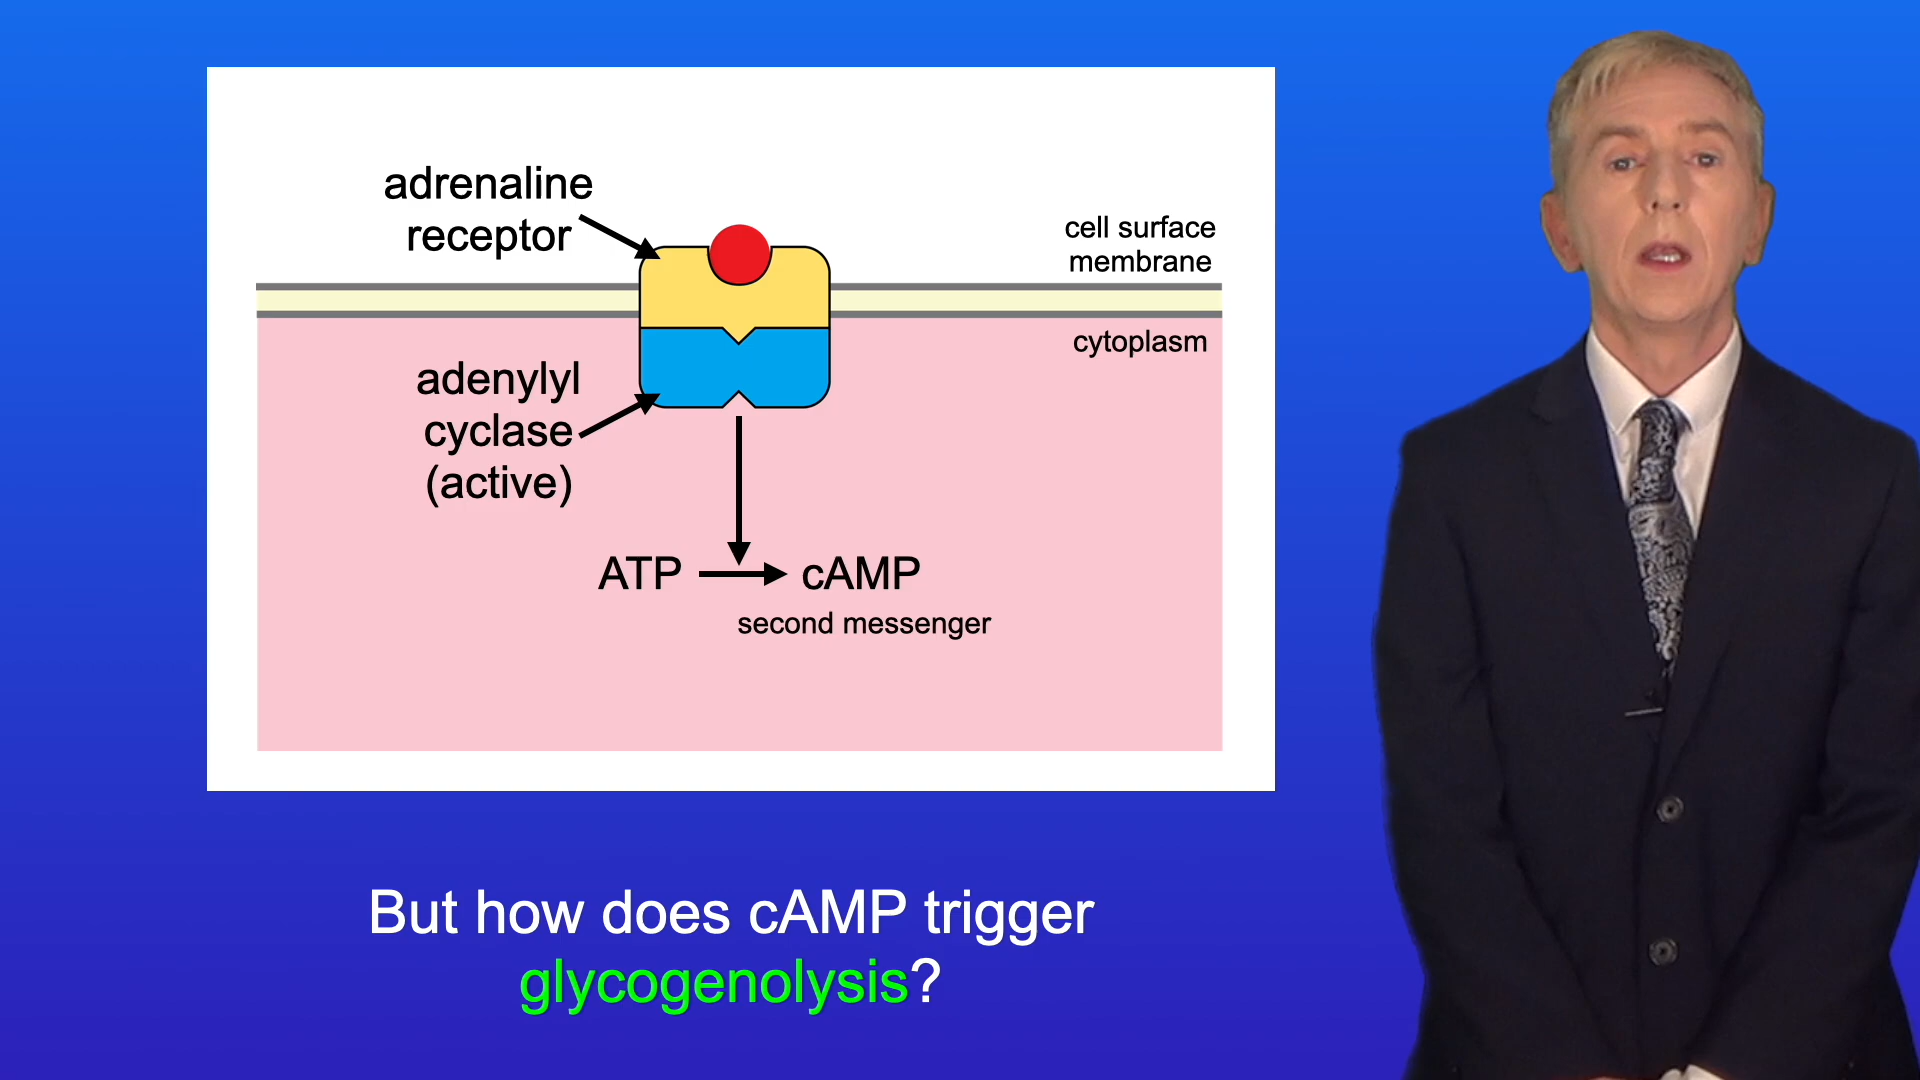 adrenaline
receptor
cell surface
membrane
cytoplasm
adenylyl
cyclase
(active)
ATP
cAMP
second messenger
But how does cAMP trigger
glycogenolysis?